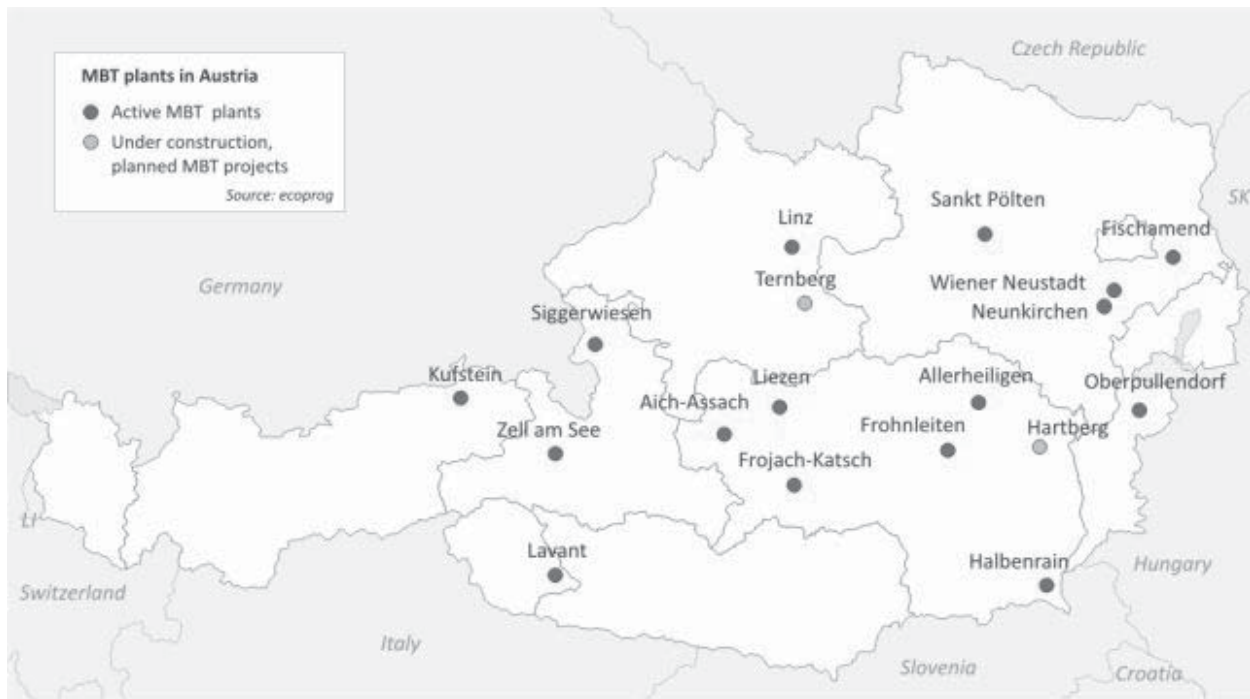 MBT plants in Austria
Active MBT plants
Under construction,
planned MBT projects
Source: ecoprog
Czech Republic
SK
Germany
Linz
Sankt Pölten
Fischamend
Ternberg
Wiener Neustadt
Neunkirchen
Siggerwiesen
Kufstein
Liezen
Allerheiligen
Oberpullendorf
Aich-Assach
Zell am See
Frohnleiten
Hartberg
Frojach-Katsch
LI
Lavant
Halbenrain
Hungary
Switzerland
Italy
Slovenia
Croatia